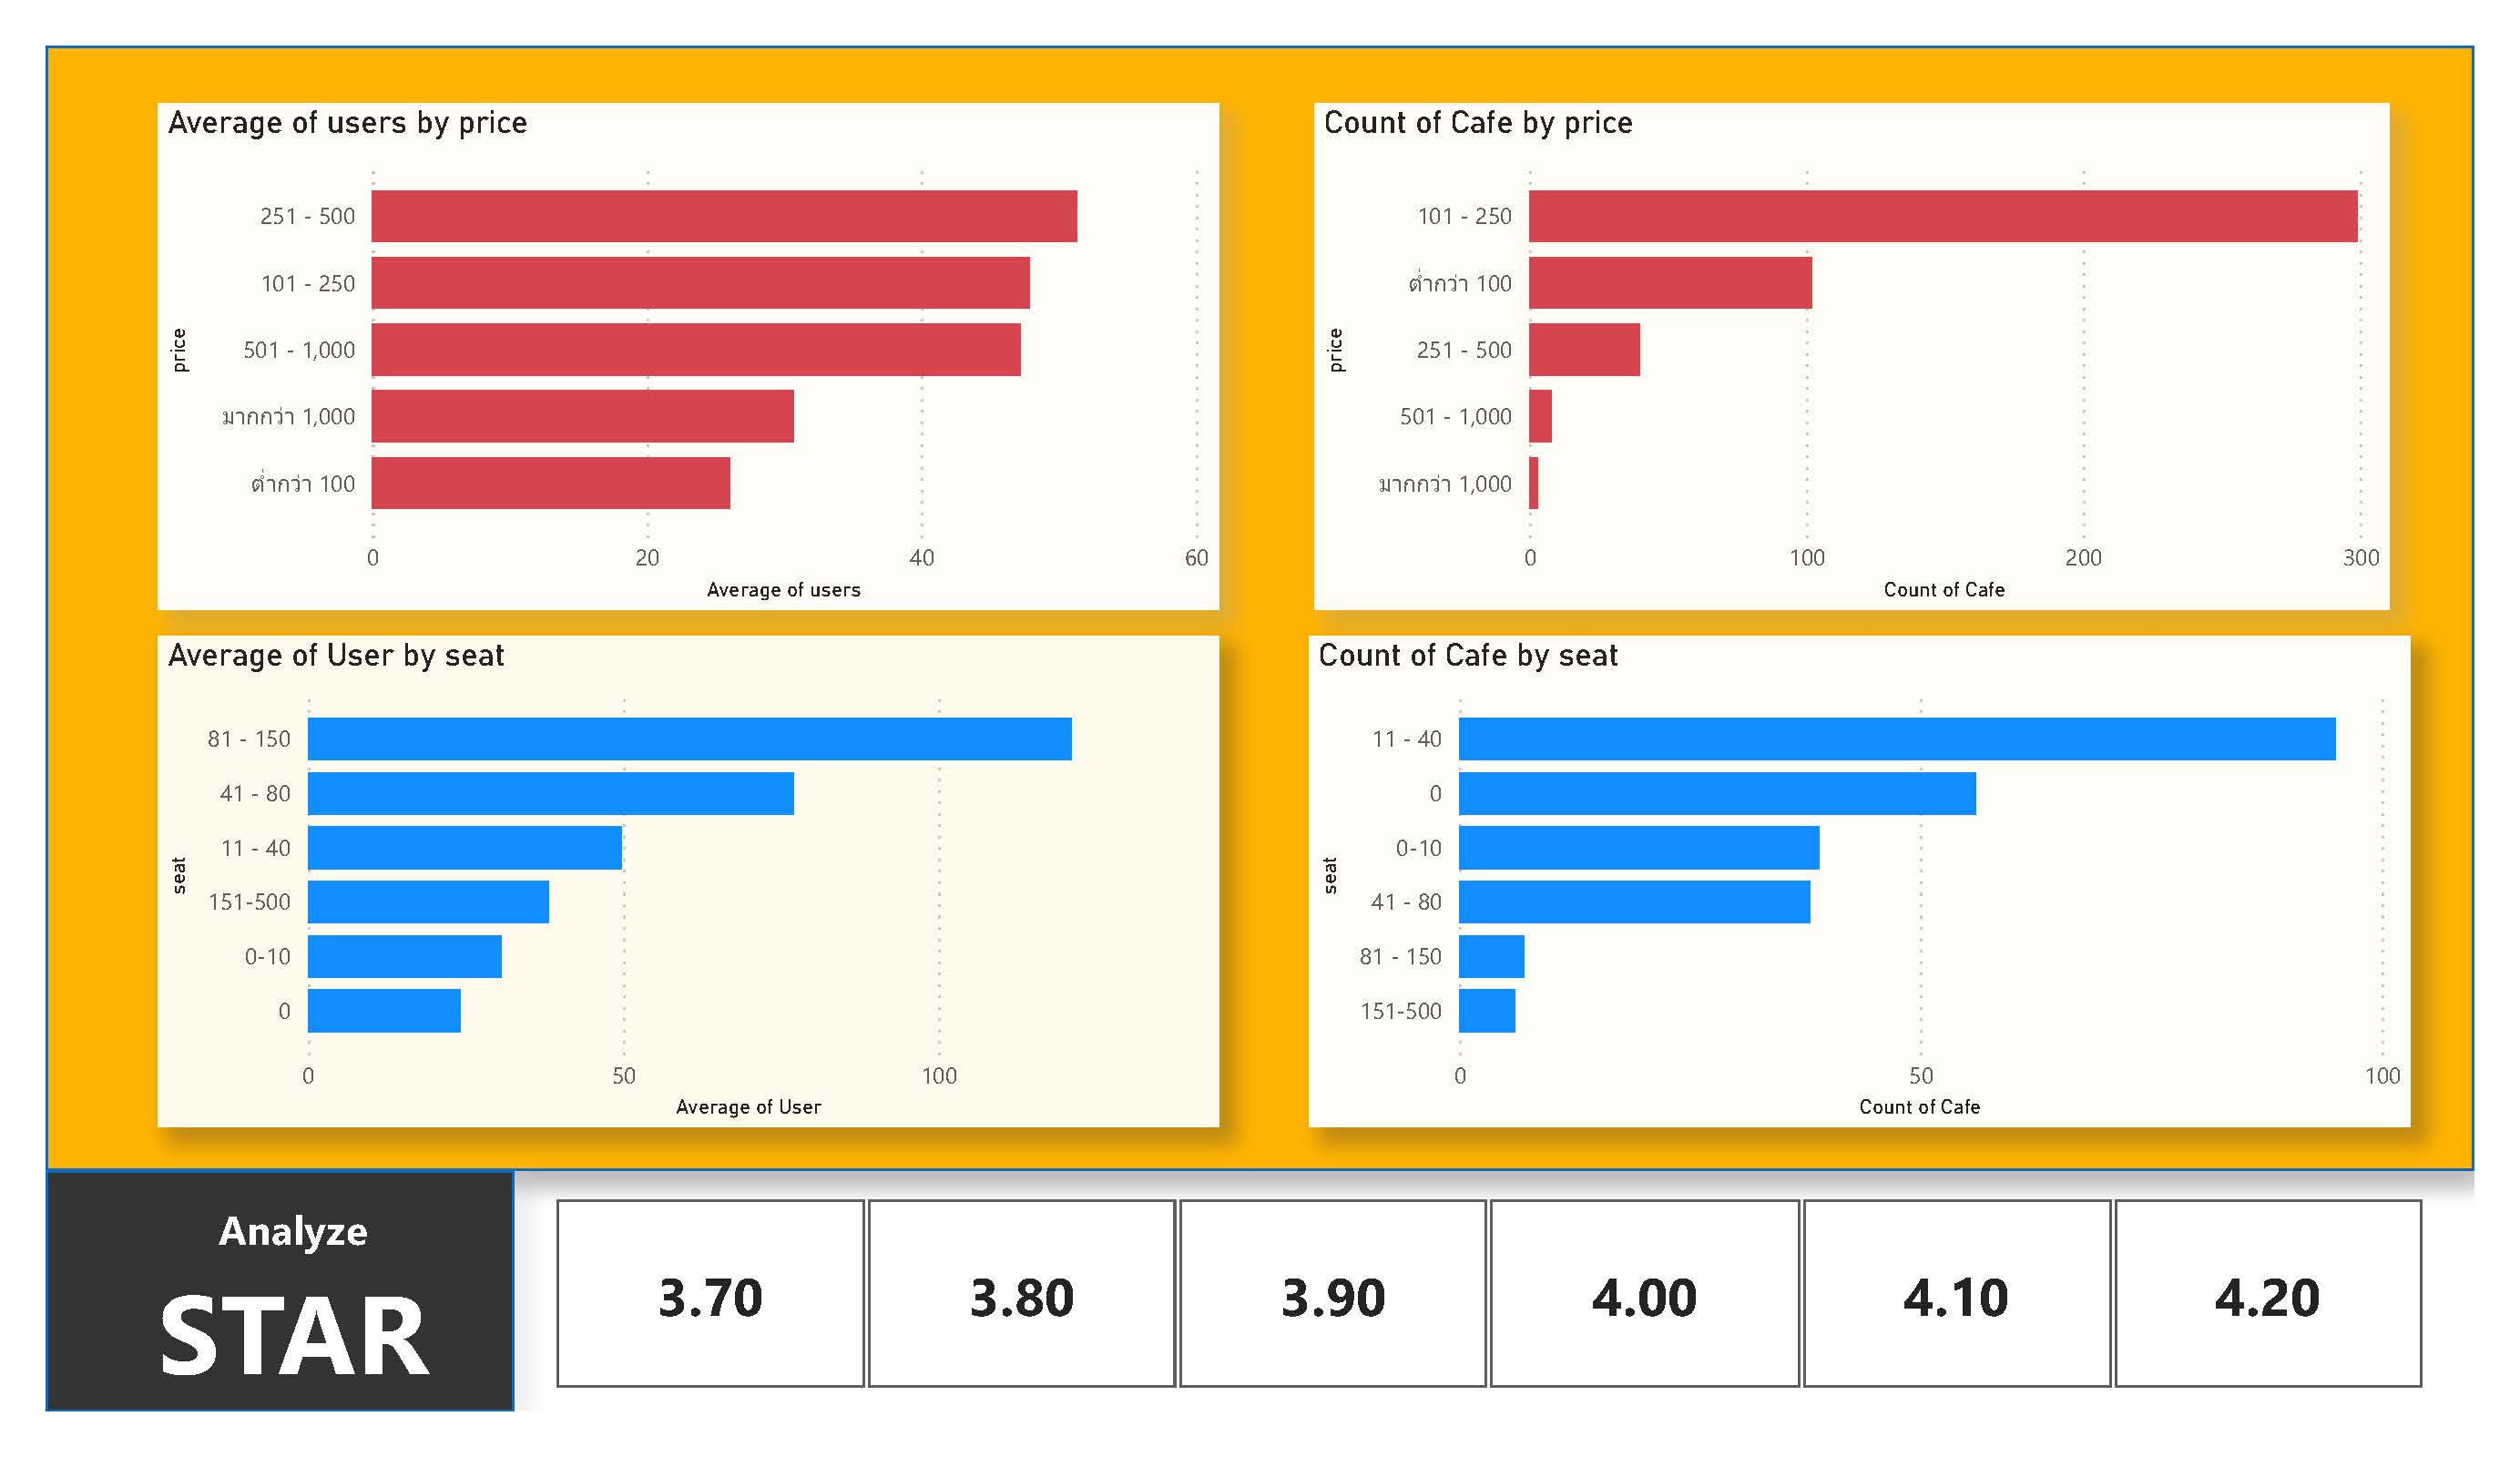 Average of users by price
price
251 - 500
101 - 250
501 - 1,000
มากกว่า 1,000
ต่ำกว่า 100
0 20 40 60
Average of users
Count of Cafe by price
price
101 - 250
ต่ำกว่า 100
251 - 500
501 - 1,000
มากกว่า 1,000
0 100 200 300
Count of Cafe
Average of User by seat
seat
81 - 150
41 - 80
11 - 40
151-500
0-10
0
0 50 100
Average of User
Count of Cafe by seat
seat
11 - 40
0
0-10
41 - 80
81 - 150
151-500
0 50 100
Count of Cafe
Analyze
STAR
3.70 3.80 3.90 4.00 4.10 4.20